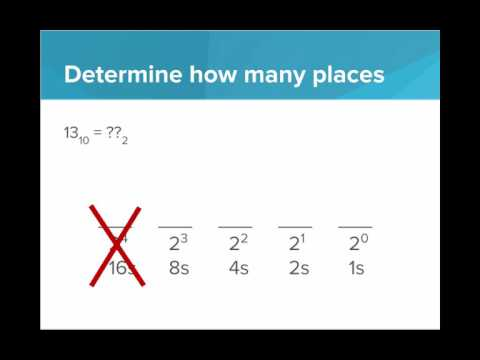 Determine how many places
13₁₀ = ??₂
2³ 2² 2¹ 2⁰
16s 8s 4s 2s 1s